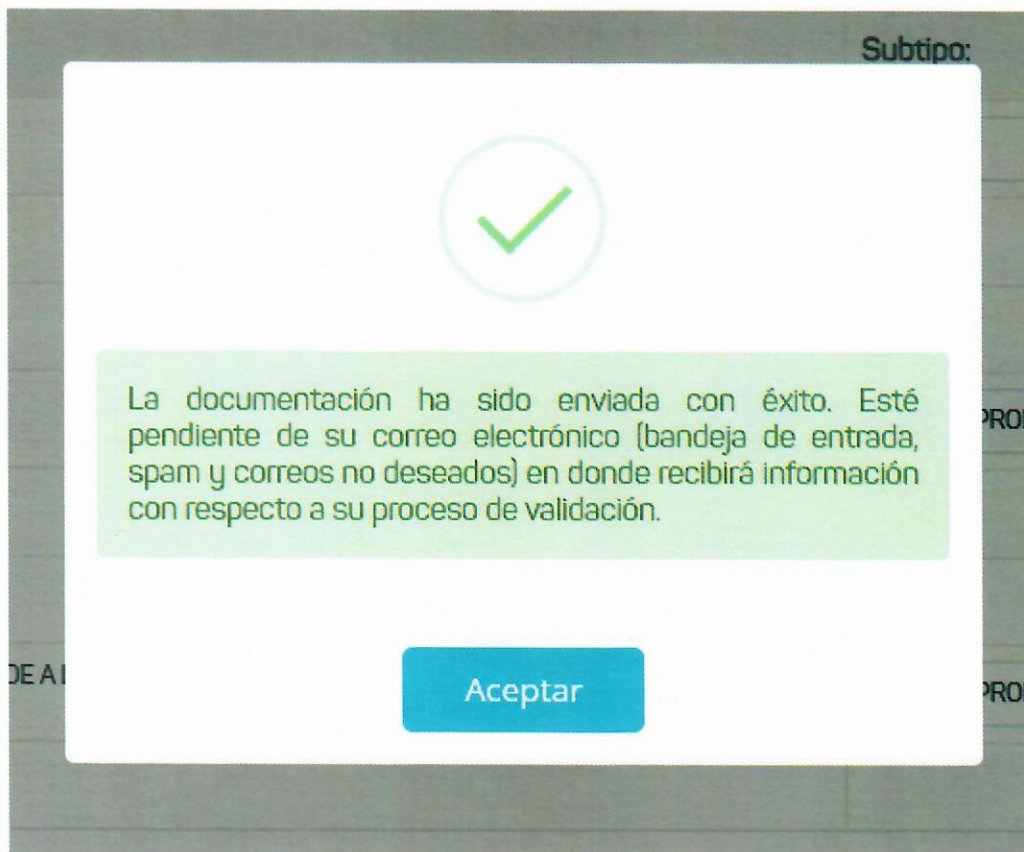 Subtipo:
La documentación ha sido enviada con éxito. Esté
pendiente de su correo electrónico (bandeja de entrada,
spam y correos no deseados) en donde recibirá información
con respecto a su proceso de validación.
DE A
Aceptar